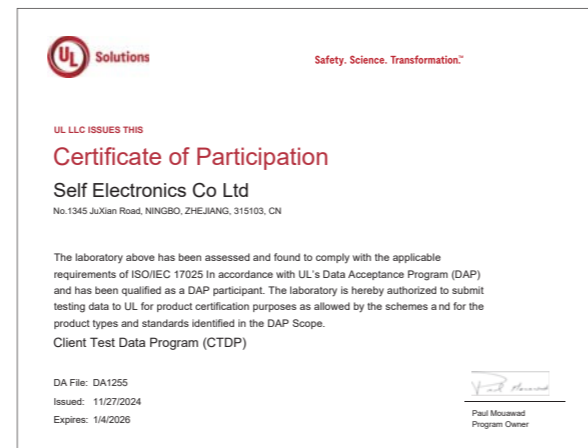 UL Solutions
Safety. Science. Transformation.™
UL LLC ISSUES THIS
Certificate of Participation
Self Electronics Co Ltd
No.1345 JuXian Road, NINGBO, ZHEJIANG, 315103, CN
The laboratory above has been assessed and found to comply with the applicable
requirements of ISO/IEC 17025 In accordance with UL's Data Acceptance Program (DAP)
and has been qualified as a DAP participant. The laboratory is hereby authorized to submit
testing data to UL for product certification purposes as allowed by the schemes and for the
product types and standards identified in the DAP Scope.
Client Test Data Program (CTDP)
DA File: DA1255
Issued: 11/27/2024
Expires: 1/4/2026
Paul Mouawad
Paul Mouawad
Program Owner